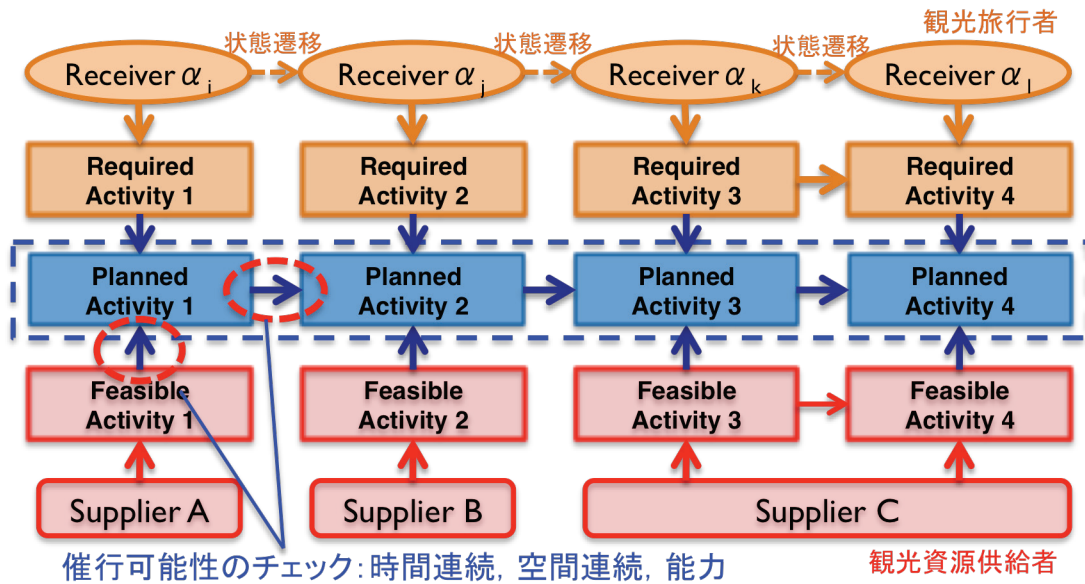 観光旅行者
状態遷移
状態遷移
状態遷移
Receiver α i
Receiver α j
Receiver α k
Receiver α l
Required
Activity 1
Required
Activity 2
Required
Activity 3
Required
Activity 4
Planned
Activity 1
Planned
Activity 2
Planned
Activity 3
Planned
Activity 4
Feasible
Activity 1
Feasible
Activity 2
Feasible
Activity 3
Feasible
Activity 4
Supplier A
Supplier B
Supplier C
催行可能性のチェック：時間連続，空間連続，能力
観光資源供給者